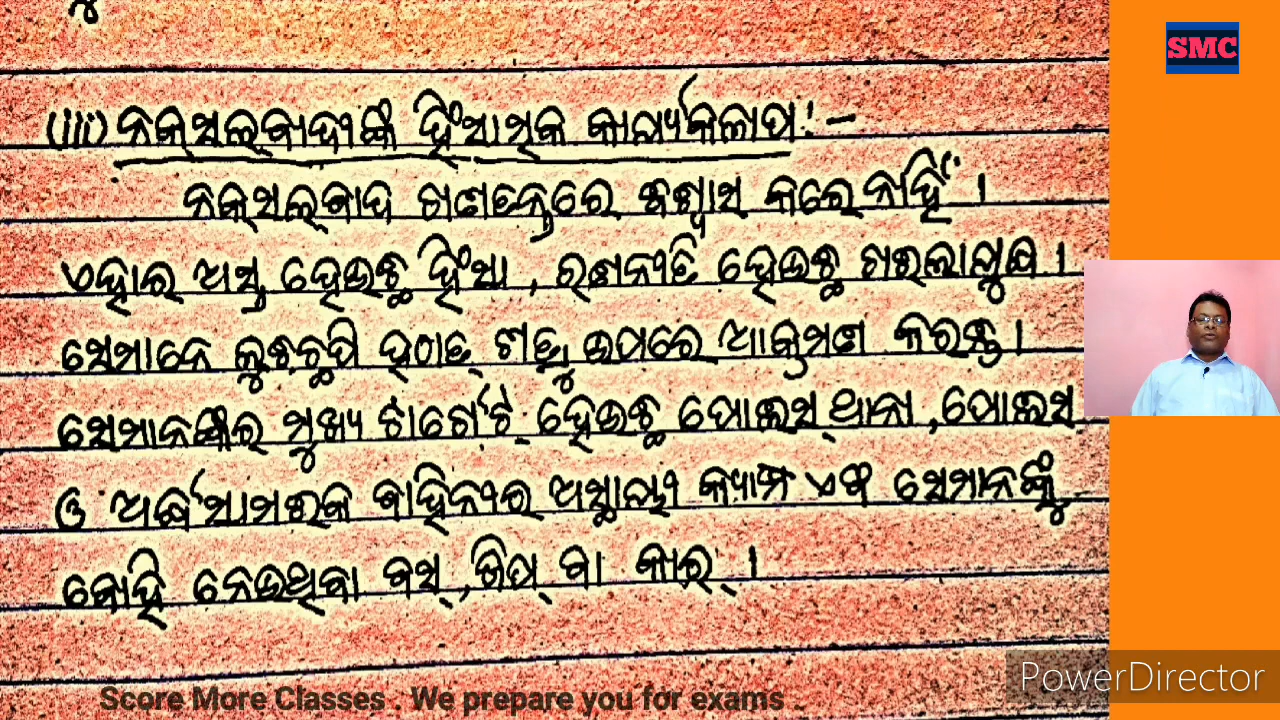 SMC
(iii) ନକ୍ସଲବାଦୀଙ୍କ ହିଂସାତ୍ମକ କାର୍ଯ୍ୟକଳାପ :-
ନକ୍ସଲ୍‌ବାଦ ଗଣତନ୍ତ୍ରରେ ବିଶ୍ୱାସ କରେ ନାହିଁ ।
ଏହାର ଅସ୍ତ୍ର ହେଉଛି ହିଂସା , ରଣନୀତି ହେଉଛି ଗରିଲାଯୁଦ୍ଧ ।
ସେମାନେ ଲୁଚିଛପି ହଠାତ୍ ଶତ୍ରୁ ଉପରେ ଆକ୍ରମଣ କରନ୍ତି ।
ସେମାନଙ୍କର ମୁଖ୍ୟ ଟାର୍ଗେଟ୍ ହେଉଛି ପୋଲିସ୍ ଥାନା , ପୋଲିସ
ଓ ଅର୍ଦ୍ଧସାମରିକ ବାହିନୀର ଅସ୍ଥାୟୀ କ୍ୟାମ୍ପ ଏବଂ ସେମାନଙ୍କୁ
ବୋହି ନେଉଥିବା ବସ୍ , ଜିପ୍ ବା କାର୍ ।
Score More Classes . We prepare you for exams .
PowerDirector